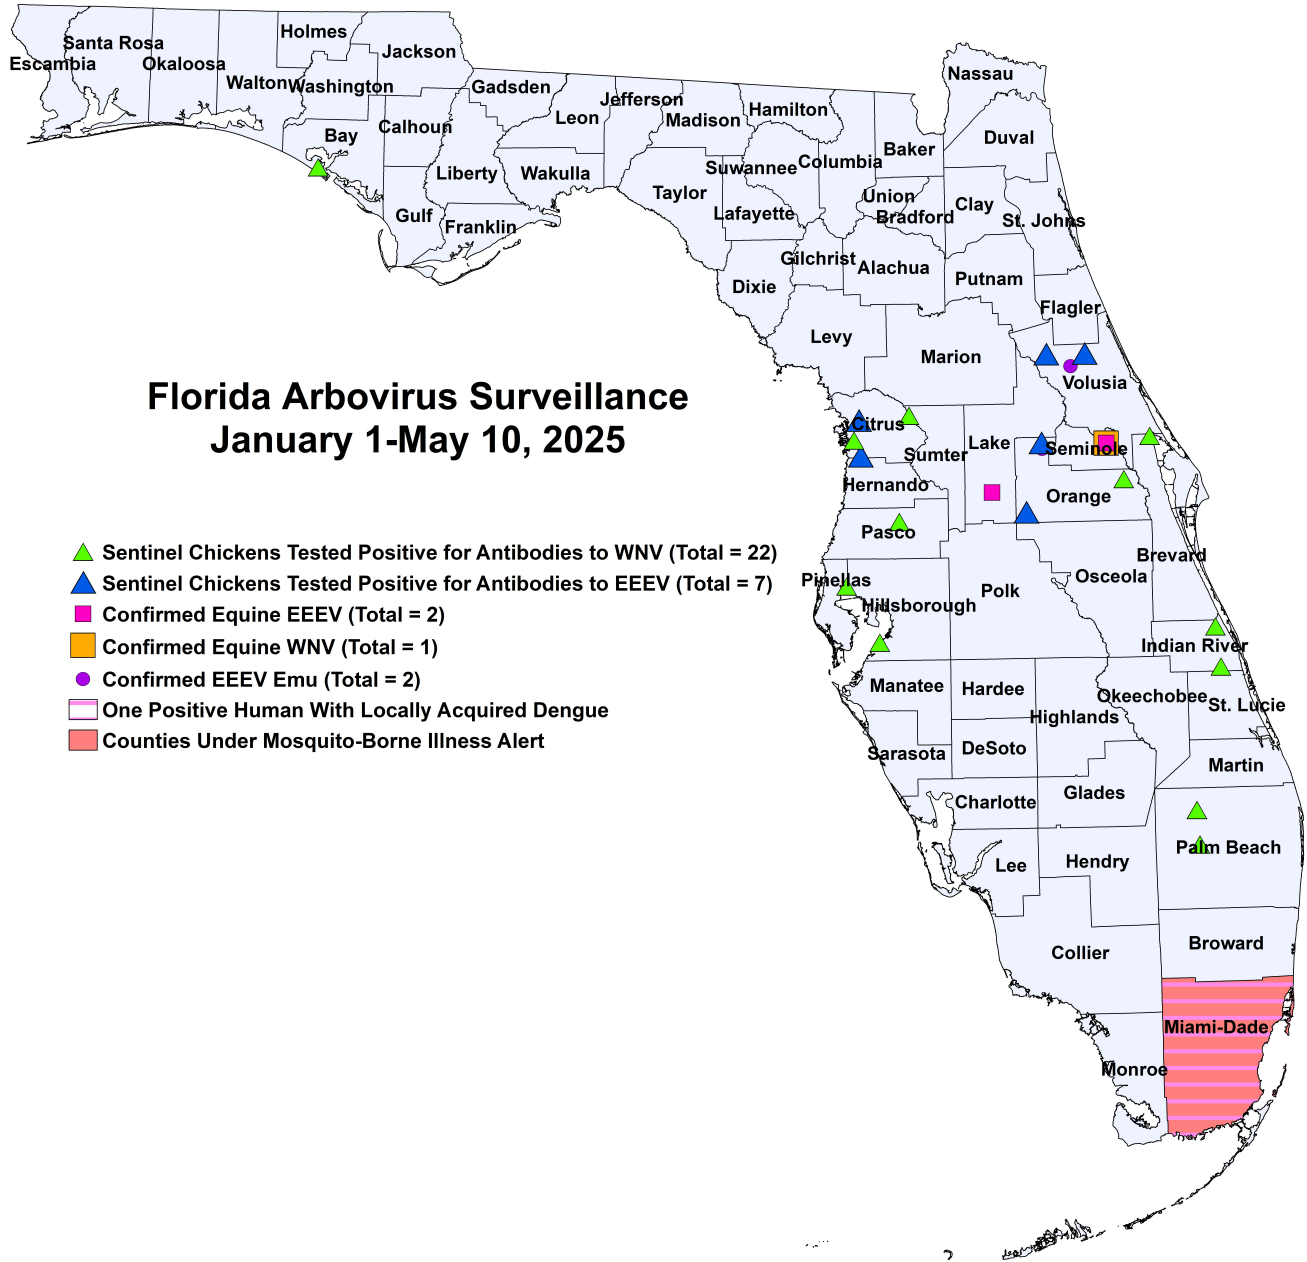 Holmes
Santa Rosa
Jackson
Escambia
Okaloosa
Walton
Washington
Gadsden
Nassau
Jefferson
Hamilton
Leon
Madison
Bay
Calhoun
Duval
Baker
Columbia
Suwannee
Liberty
Wakulla
Taylor
Union
Clay
Lafayette
Bradford
St. Johns
Gulf
Franklin
Gilchrist
Alachua
Putnam
Dixie
Flagler
Levy
Marion
Volusia
Florida Arbovirus Surveillance
January 1-May 10, 2025
Citrus
Lake
Seminole
Sumter
Hernando
Orange
Pasco
Brevard
Sentinel Chickens Tested Positive for Antibodies to WNV (Total = 22)
Sentinel Chickens Tested Positive for Antibodies to EEEV (Total = 7)
Confirmed Equine EEEV (Total = 2)
Confirmed Equine WNV (Total = 1)
Confirmed EEEV Emu (Total = 2)
One Positive Human With Locally Acquired Dengue
Counties Under Mosquito-Borne Illness Alert
Pinellas
Osceola
Polk
Hillsborough
Indian River
Manatee
Hardee
Okeechobee
St. Lucie
Highlands
Sarasota
DeSoto
Martin
Charlotte
Glades
Palm Beach
Lee
Hendry
Broward
Collier
Miami-Dade
Monroe